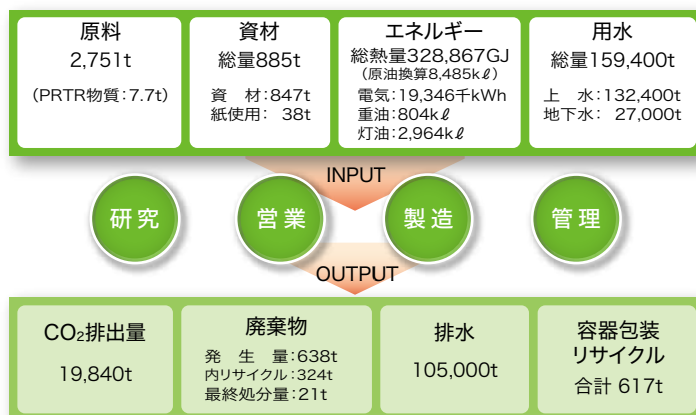 原料
2,751t
(PRTR物質:7.7t)
資材
総量885t
資 材:847t
紙使用: 38t
エネルギー
総熱量328,867GJ
(原油換算8,485kℓ)
電気:19,346千kWh
重油:804kℓ
灯油:2,964kℓ
用水
総量159,400t
上 水:132,400t
地下水: 27,000t
INPUT
研究
営業
製造
管理
OUTPUT
CO₂排出量
19,840t
廃棄物
発 生 量:638t
内リサイクル:324t
最終処分量:21t
排水
105,000t
容器包装
リサイクル
合計 617t